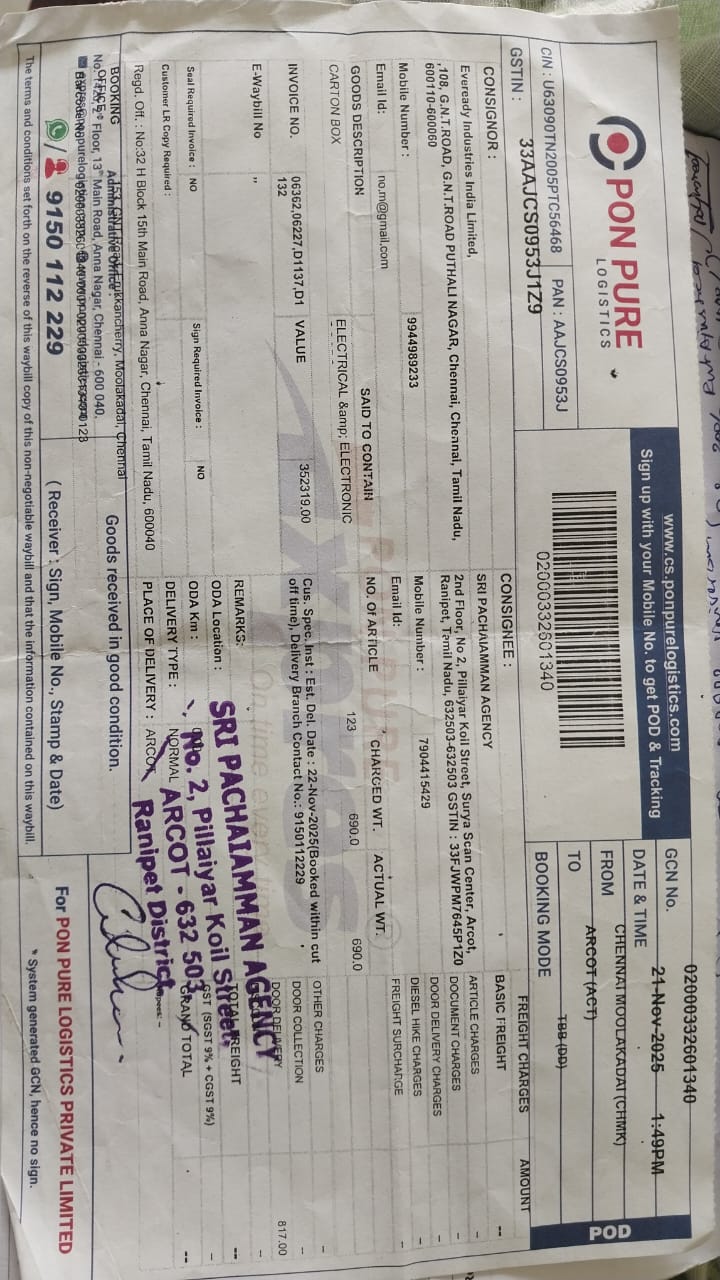 PON PURE
LOGISTICS
CIN : U63090TN2005PTC56468
PAN : AAJCS0953J
GSTIN :
33AAJCS0953J1Z9
www.cs.ponpurelogistics.com
Sign up with your Mobile No. to get POD & Tracking
02000332601340
GCN No.
02000332601340
DATE & TIME
21-Nov-2025 1:49PM
FROM
CHENNAI MOOLAKADAI (CHMK)
TO
ARCOT (ACT)
BOOKING MODE
TBB (DD)
POD
CONSIGNOR :
Eveready Industries India Limited,
,108, G.N.T.ROAD, G.N.T.ROAD PUTHALI NAGAR, Chennai, Chennai, Tamil Nadu,
600110-600060
Mobile Number :
9944989233
Email Id:
no.m@gmail.com
CONSIGNEE :
SRI PACHAIAMMAN AGENCY
2nd Floor, No 2, Pillaiyar Koil Street, Surya Scan Center, Arcot,
Ranipet, Tamil Nadu, 632503-632503 GSTIN : 33FJWPM7645P1Z0
Mobile Number :
7904415429
Email Id:
GOODS DESCRIPTION
SAID TO CONTAIN
NO. OF ARTICLE
CHARGED WT.
ACTUAL WT.
CARTON BOX
ELECTRICAL &amp; ELECTRONIC
123
690.0
690.0
INVOICE NO.
06362,06227,D1137,D1
132
VALUE
352319.00
E-Waybill No
"
Seal Required Invoice : NO
Sign Required Invoice : NO
Customer LR Copy Required :
Cus. Spec. Inst : Est. Del. Date : 22-Nov-2025(Booked within cut
off time), Delivery Branch Contact No.: 9150112229
REMARKS:
ODA Location :
ODA Km :
DELIVERY TYPE : NORMAL
PLACE OF DELIVERY : ARCOT
SRI PACHAIAMMAN AGENCY
No. 2, Pillaiyar Koil Street,
ARCOT - 632 503
Ranipet District.
FREIGHT CHARGES
AMOUNT
BASIC FREIGHT --
ARTICLE CHARGES –
DOCUMENT CHARGES –
DOOR DELIVERY CHARGES –
DIESEL HIKE CHARGES –
FREIGHT SURCHARGE –
OTHER CHARGES –
DOOR COLLECTION –
DOOR DELIVERY 817.00
TOTAL FREIGHT --
GST (SGST 9% + CGST 9%) –
GRAND TOTAL --
Regd. Off. : No:32 H Block 15th Main Road, Anna Nagar, Chennai, Tamil Nadu, 600040
BOOKING
OFFICE :
Administrative Office :
Floor, 13th Main Road, Anna Nagar, Chennai - 600 040.
9150 112 229
Goods received in good condition.
( Receiver : Sign, Mobile No., Stamp & Date)
For PON PURE LOGISTICS PRIVATE LIMITED
* System generated GCN, hence no sign.
The terms and conditions set forth on the reverse of this waybill copy of this non-negotiable waybill and that the information contained on this waybill.